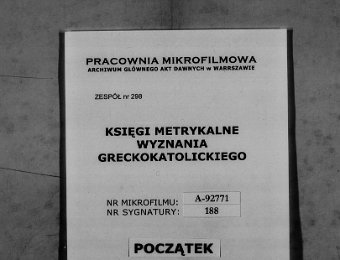 PRACOWNIA MIKROFILMOWA
ARCHIWUM GŁÓWNEGO AKT DAWNYCH w WARSZAWIE
ZESPÓŁ nr 298
KSIĘGI METRYKALNE
WYZNANIA
GRECKOKATOLICKIEGO
NR MIKROFILMU: A-92771
NR SYGNATURY: 188
POCZĄTEK